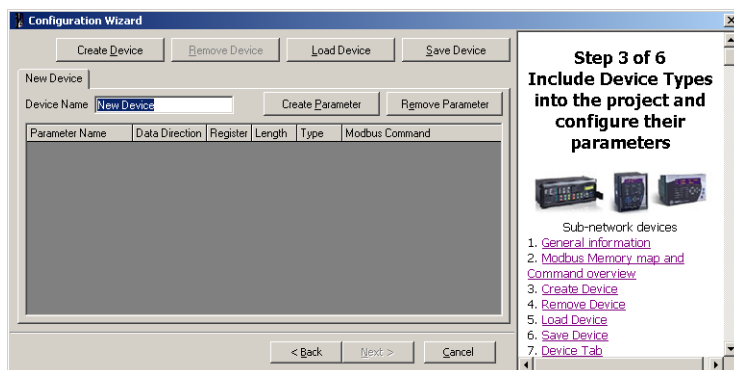 Configuration Wizard
Create Device
Remove Device
Load Device
Save Device
New Device
Device Name
New Device
Create Parameter
Remove Parameter
Parameter Name
Data Direction
Register
Length
Type
Modbus Command
< Back
Next >
Cancel
Step 3 of 6
Include Device Types
into the project and
configure their
parameters
Sub-network devices
1. General information
2. Modbus Memory map and
Command overview
3. Create Device
4. Remove Device
5. Load Device
6. Save Device
7. Device Tab